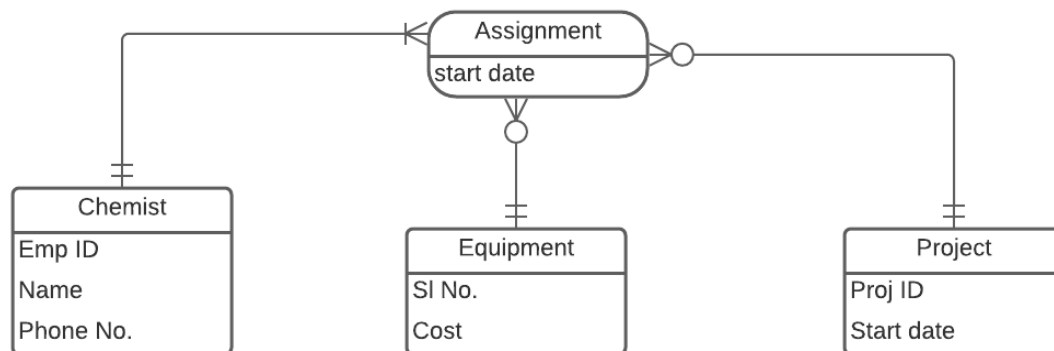 Assignment
start date
Chemist
Emp ID
Name
Phone No.
Equipment
Sl No.
Cost
Project
Proj ID
Start date